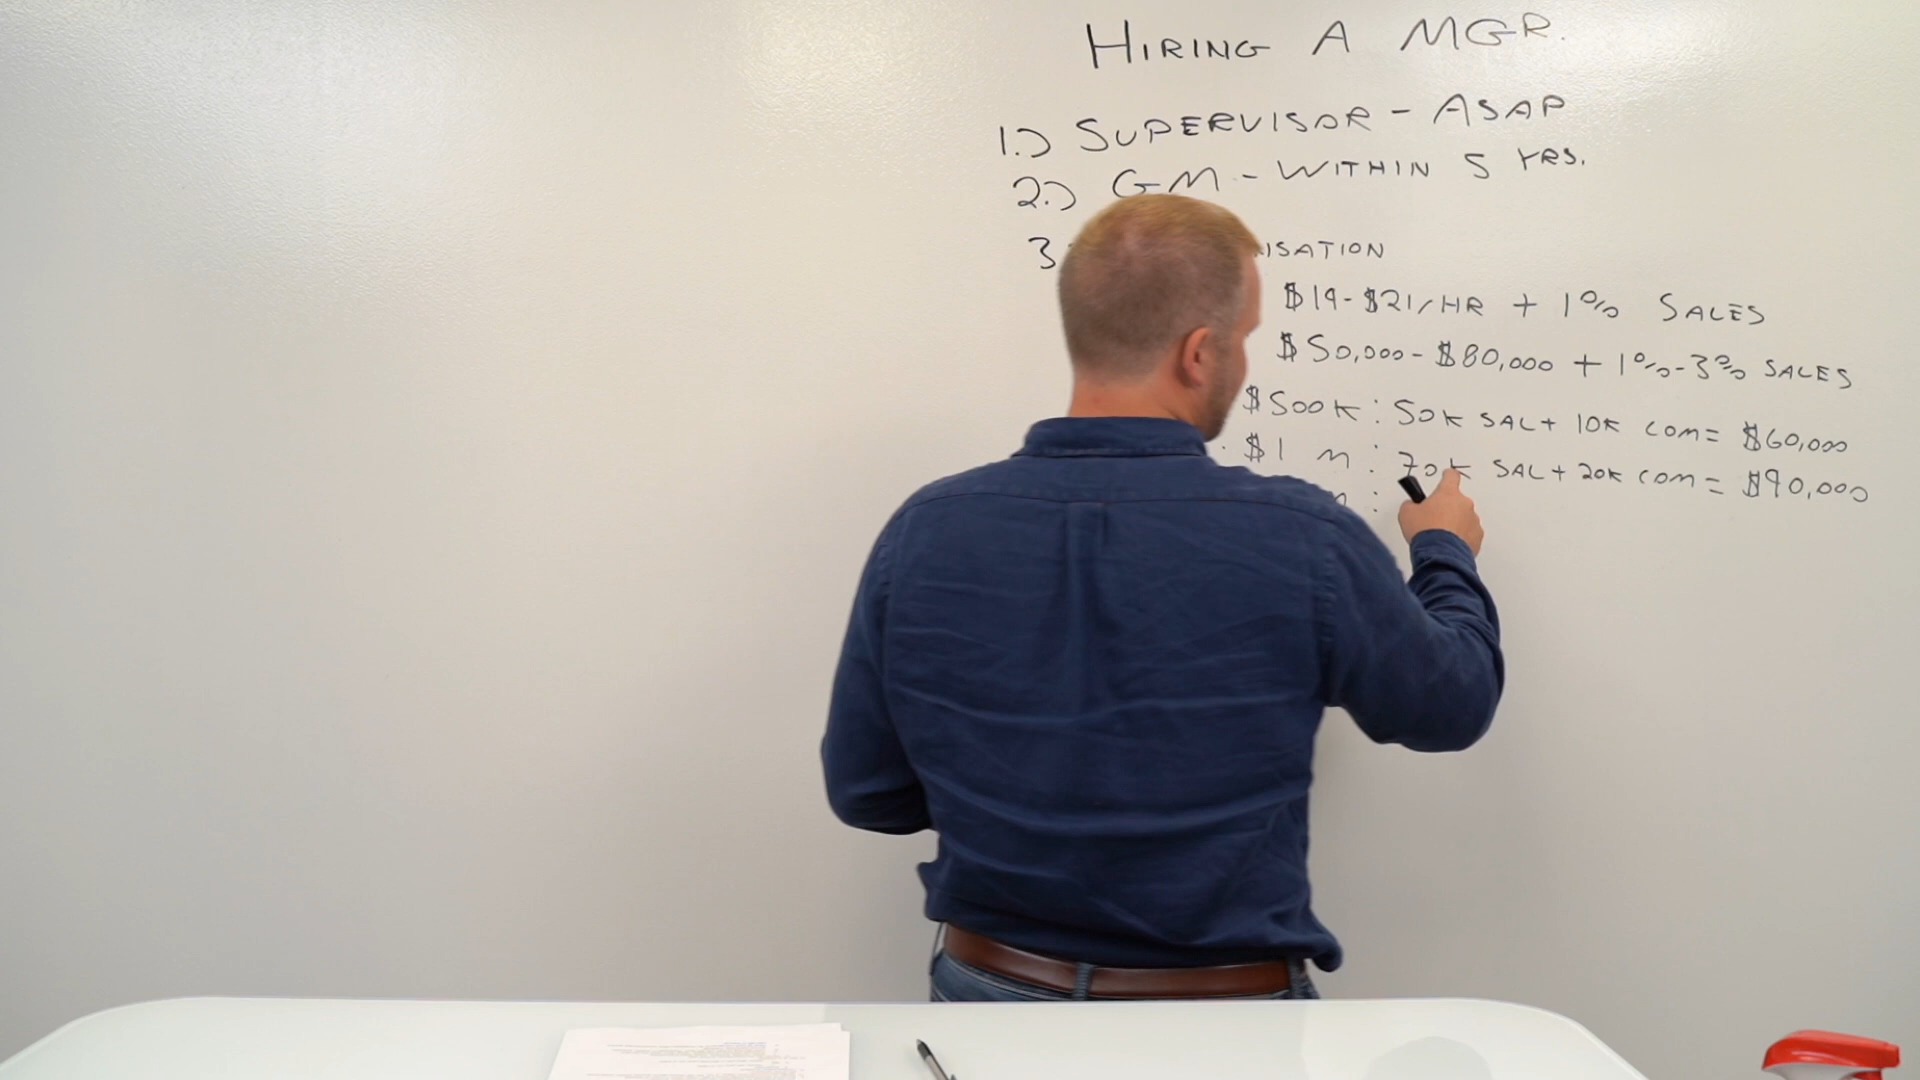 HIRING A MGR.
1.) SUPERVISOR - ASAP
2.) GM - WITHIN 5 YRS.
3
$19-$21/HR + 1% SALES
$50,000-$80,000 + 1%-3% SALES
$500K: 50K SAL + 10K COM = $60,000
$1 M: 70K SAL + 20K COM = $90,000
M: